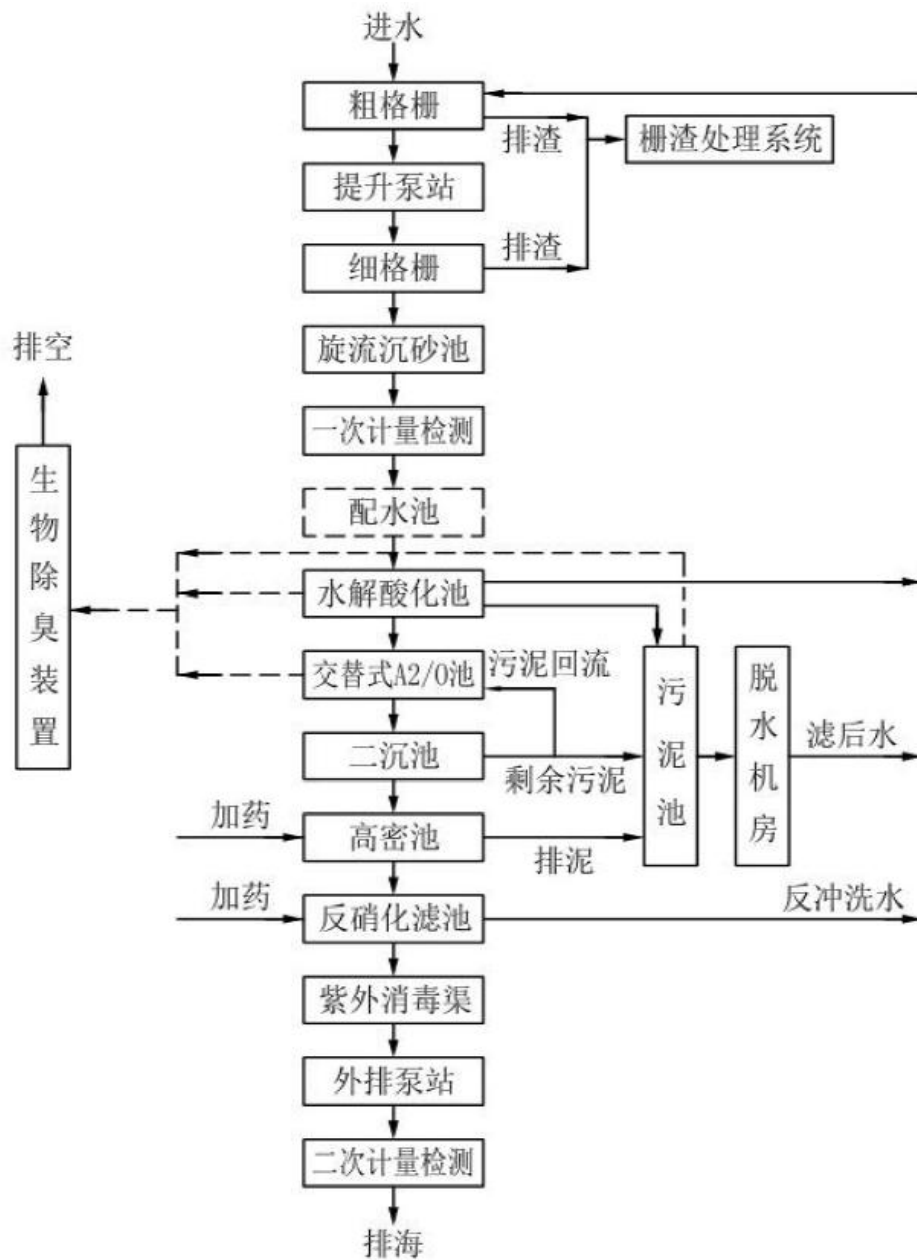 进水
粗格栅
排渣
栅渣处理系统
提升泵站
细格栅
排渣
旋流沉砂池
排空
一次计量检测
生物除臭装置
配水池
水解酸化池
交替式A2/O池
污泥回流
污泥池
脱水机房
滤后水
二沉池
剩余污泥
加药
高密池
排泥
加药
反硝化滤池
反冲洗水
紫外消毒渠
外排泵站
二次计量检测
排海